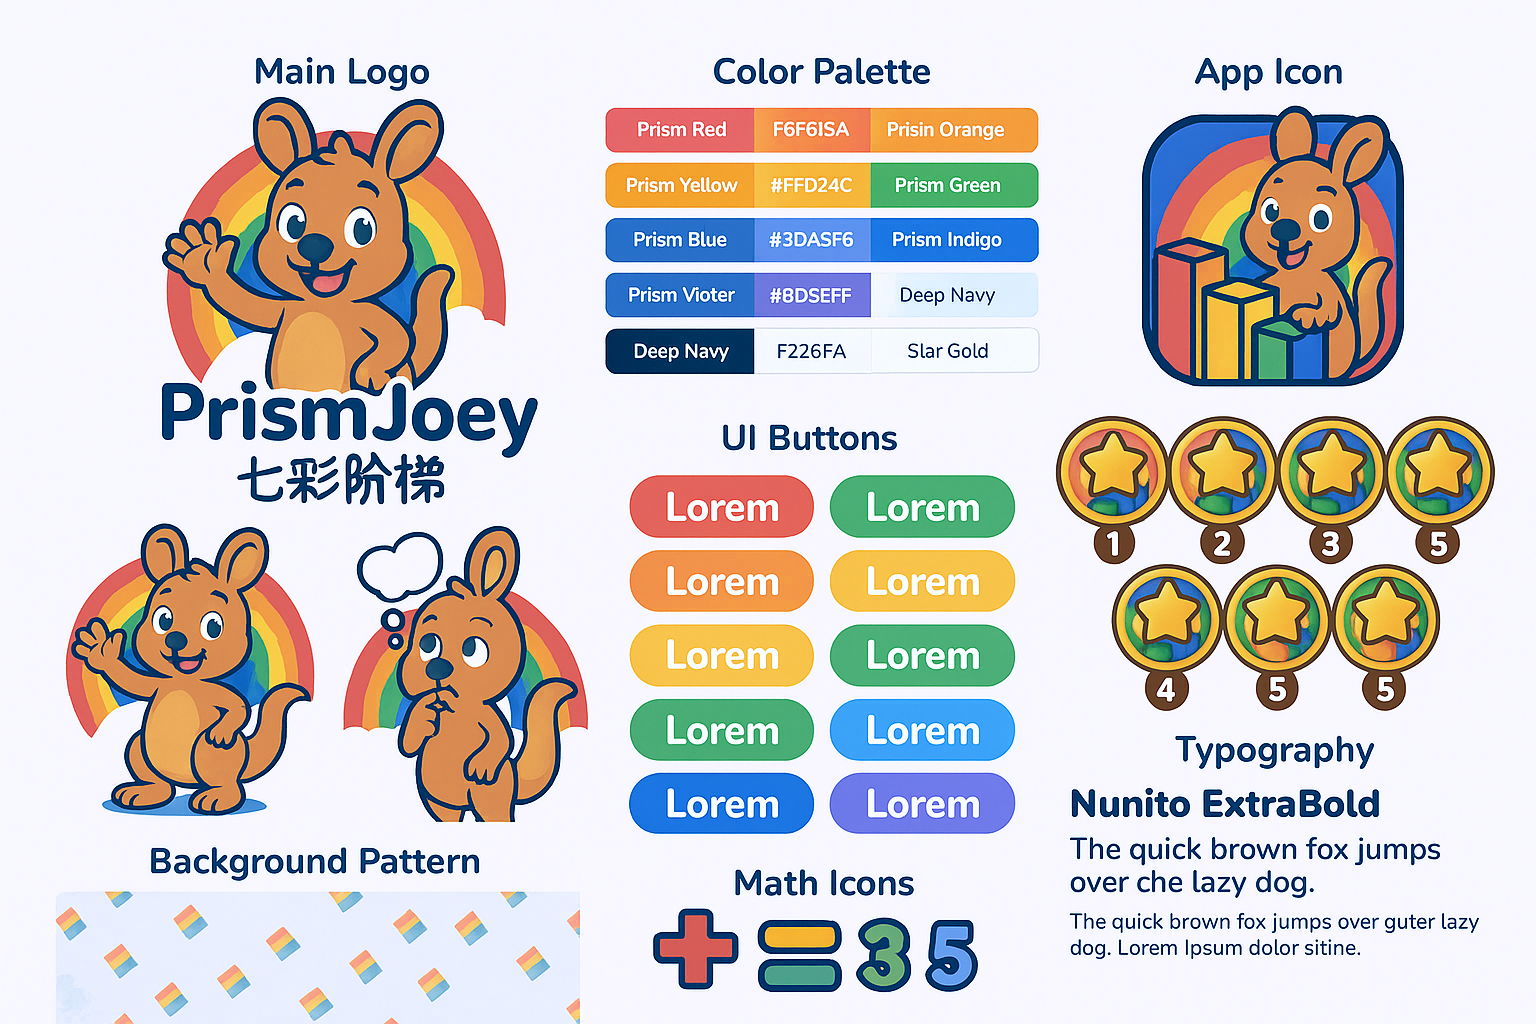 Main Logo
PrismJoey
七彩阶梯
Background Pattern
Color Palette
Prism Red F6F6ISA Prisin Orange
Prism Yellow #FFD24C Prism Green
Prism Blue #3DASF6 Prism Indigo
Prism Vioter #8DSEFF Deep Navy
Deep Navy F226FA Slar Gold
UI Buttons
Lorem Lorem
Lorem Lorem
Lorem Lorem
Lorem Lorem
Lorem Lorem
Math Icons
+ = 3 5
App Icon
1 2 3 5
4 5 5
Typography
Nunito ExtraBold
The quick brown fox jumps
over che lazy dog.
The quick brown fox jumps over guter lazy
dog. Lorem Ipsum dolor sitine.